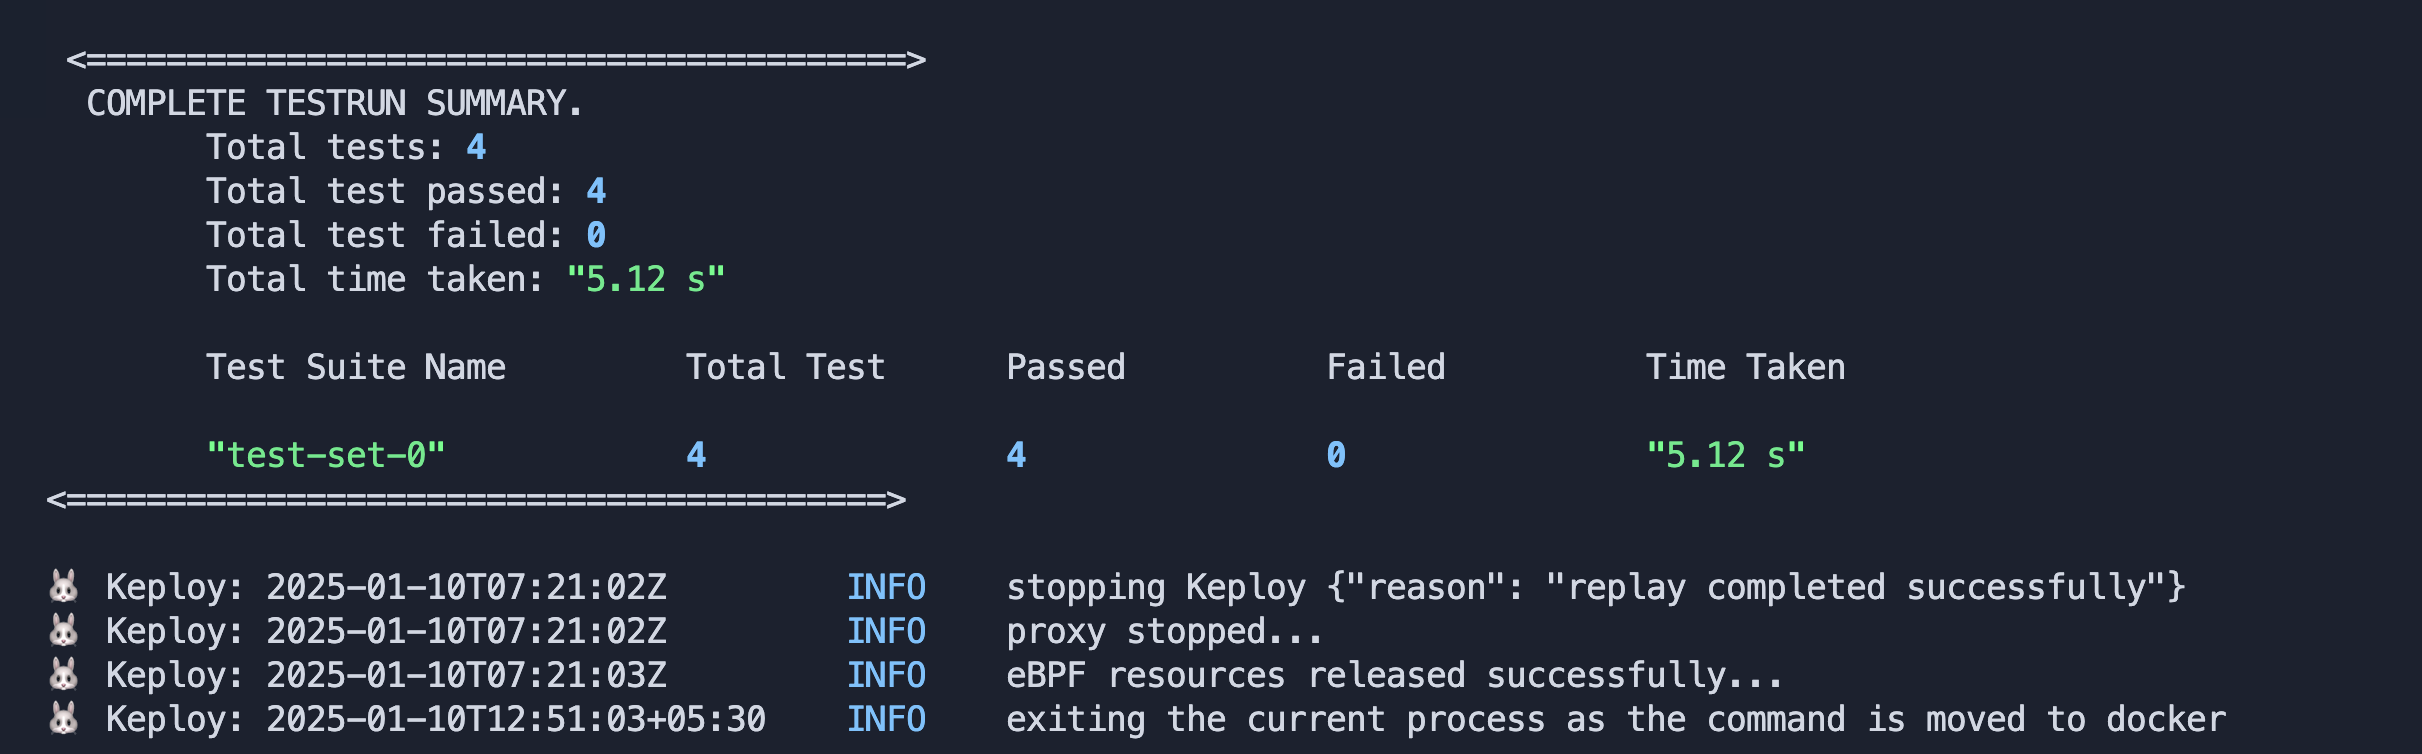 <=========================================>
COMPLETE TESTRUN SUMMARY.
Total tests: 4
Total test passed: 4
Total test failed: 0
Total time taken: "5.12 s"
Test Suite Name Total Test Passed Failed Time Taken
"test-set-0" 4 4 0 "5.12 s"
<=========================================>
🐰 Keploy: 2025-01-10T07:21:02Z INFO stopping Keploy {"reason": "replay completed successfully"}
🐰 Keploy: 2025-01-10T07:21:02Z INFO proxy stopped...
🐰 Keploy: 2025-01-10T07:21:03Z INFO eBPF resources released successfully...
🐰 Keploy: 2025-01-10T12:51:03+05:30 INFO exiting the current process as the command is moved to docker